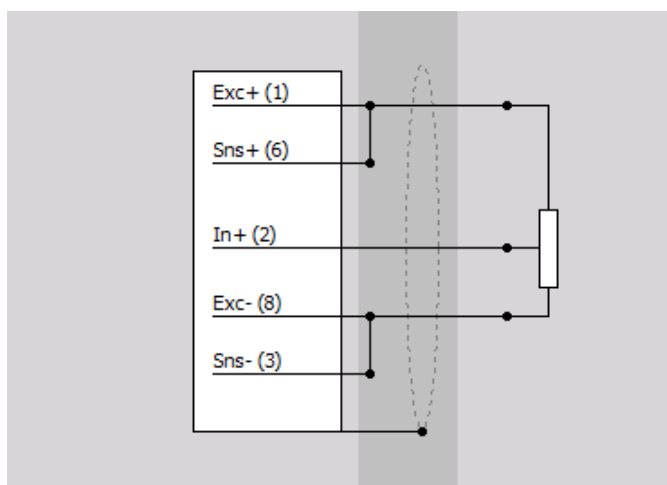 Exc+ (1)
Sns+ (6)
In+ (2)
Exc- (8)
Sns- (3)